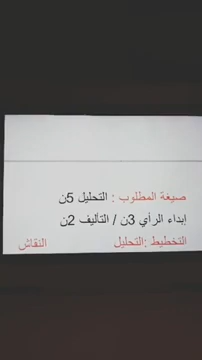 صيغة المطلوب : التحليل 5ن
إبداء الرأي 3ن / التأليف 2ن
التخطيط :التحليل النقاش